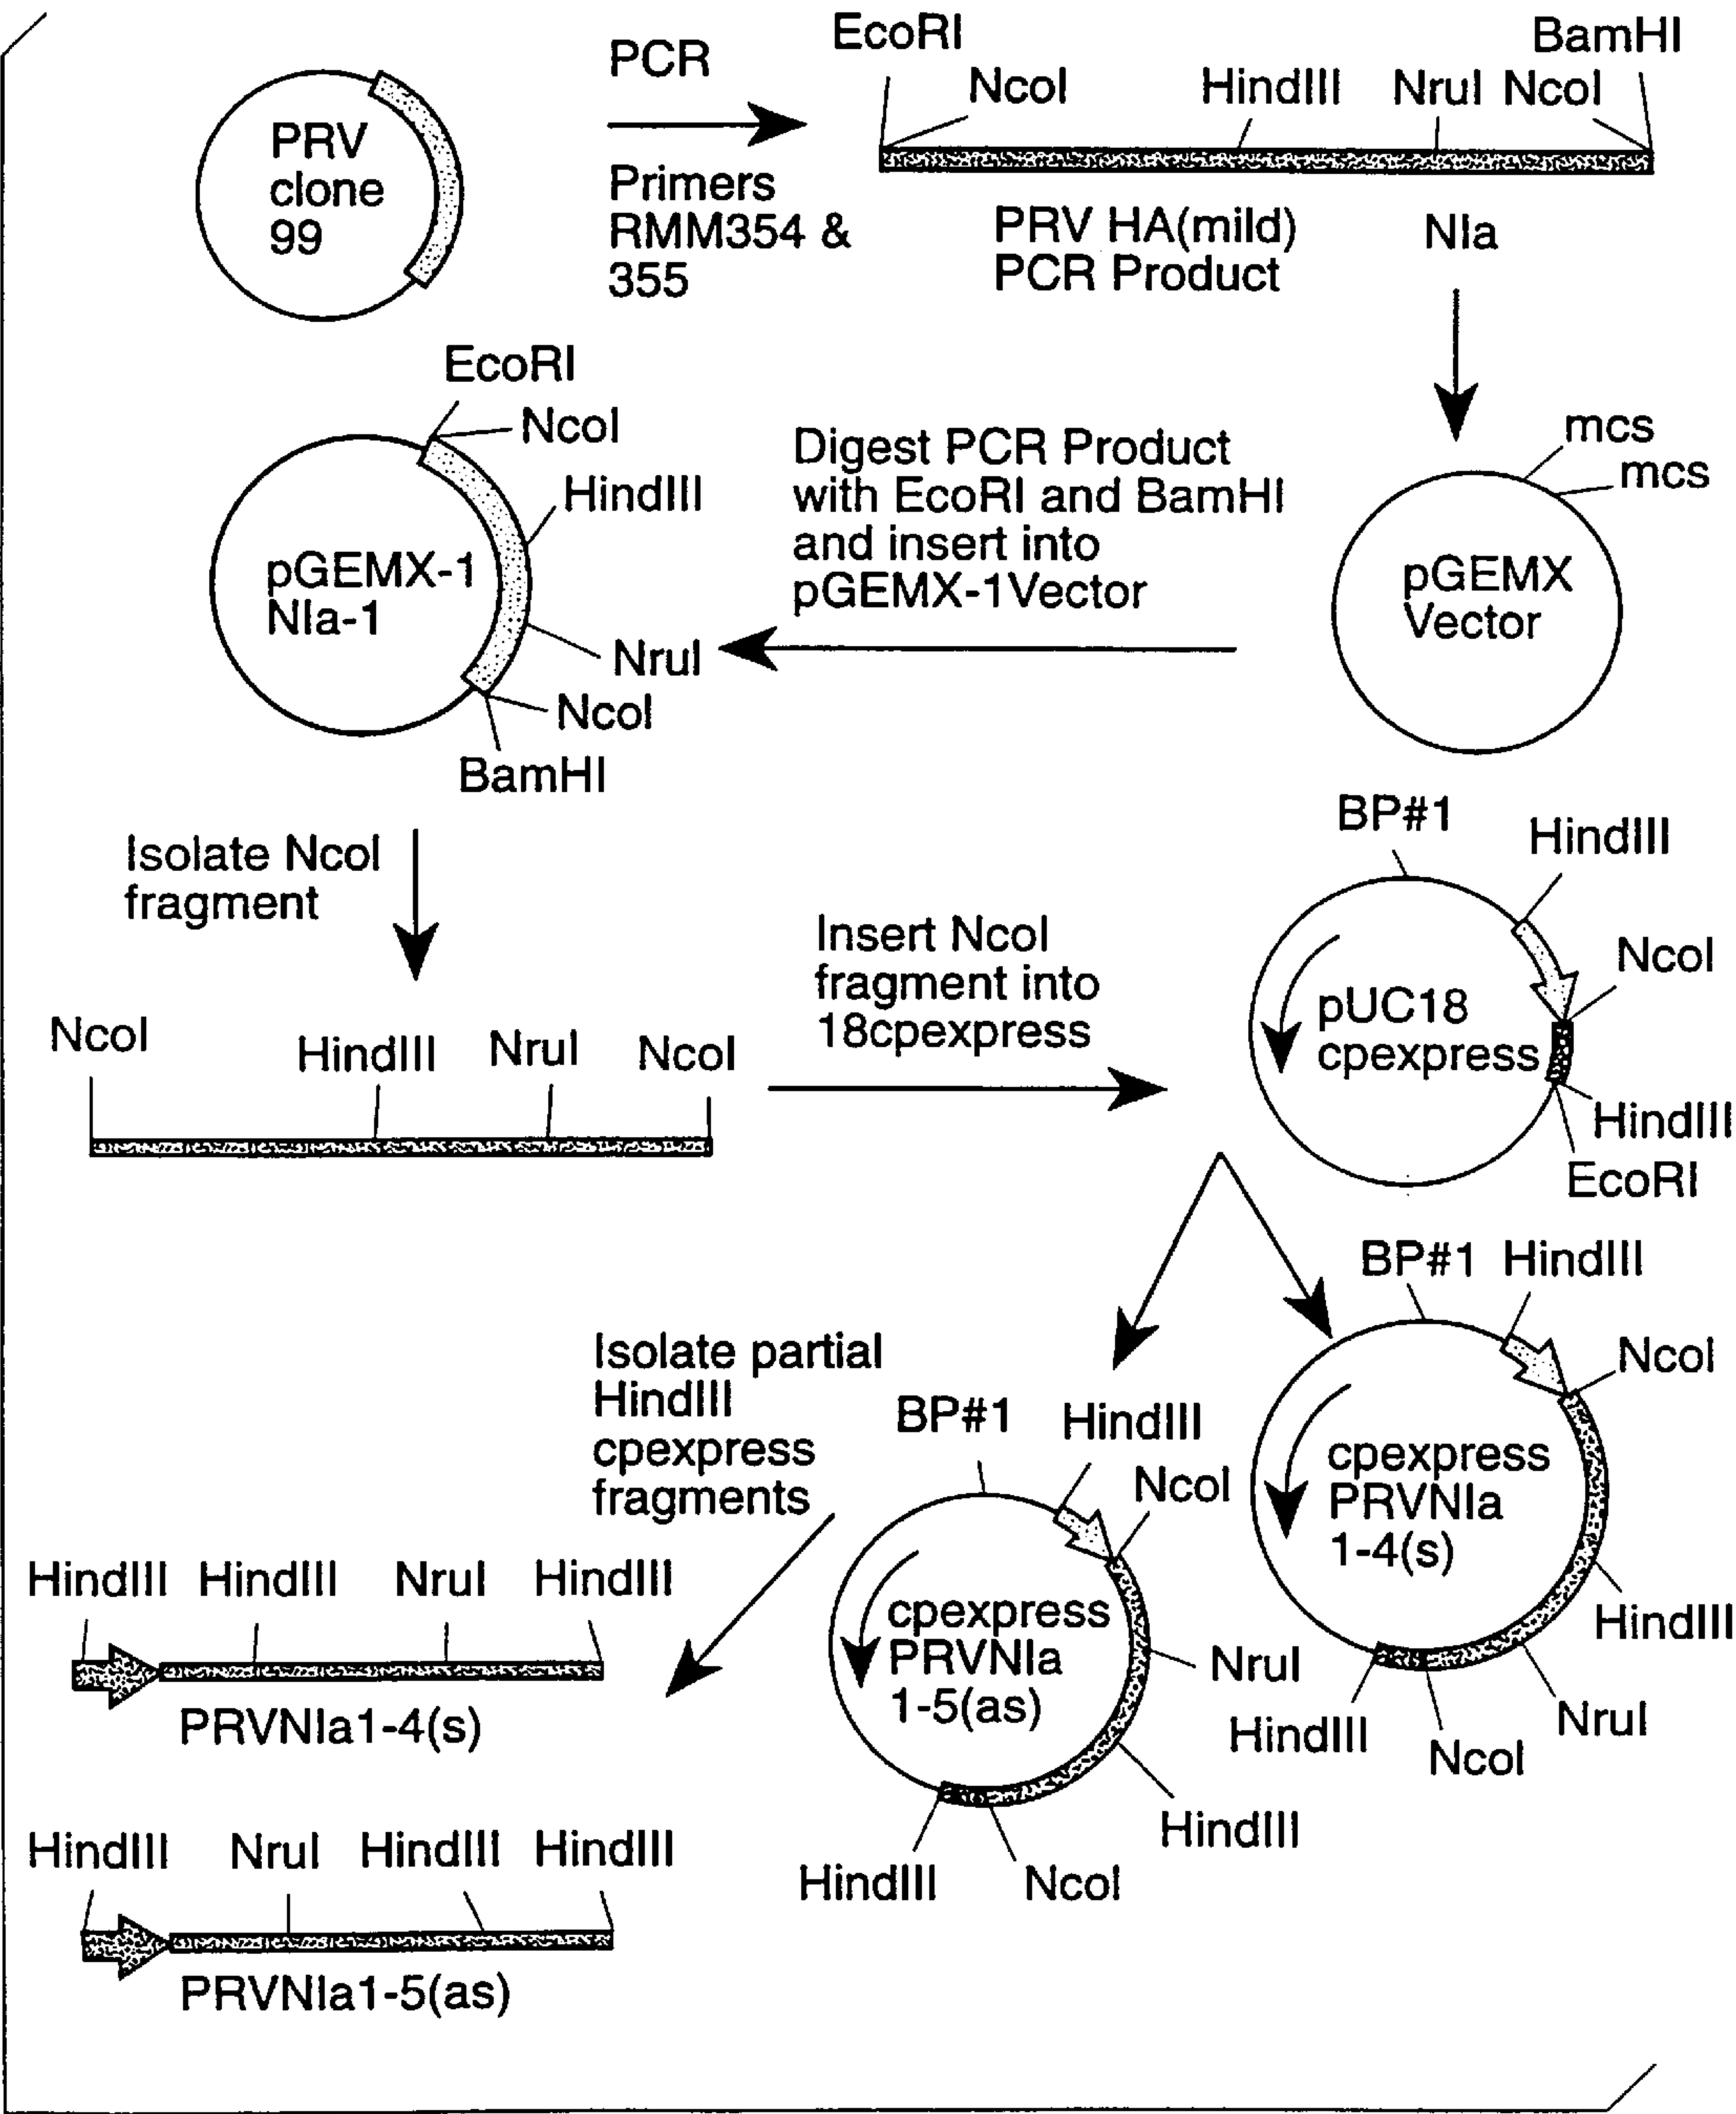 PRV
clone
99
PCR
Primers
RMM354 &
355
EcoRI
NcoI
HindIII
NruI
NcoI
BamHI
PRV HA(mild)
PCR Product
NIa
mcs
mcs
pGEMX
Vector
Digest PCR Product
with EcoRI and BamHI
and insert into
pGEMX-1Vector
EcoRI
NcoI
HindIII
pGEMX-1
NIa-1
NruI
NcoI
BamHI
Isolate NcoI
fragment
NcoI
HindIII
NruI
NcoI
Insert NcoI
fragment into
18cpexpress
BP#1
HindIII
NcoI
pUC18
cpexpress
HindIII
EcoRI
BP#1
HindIII
NcoI
cpexpress
PRVNIa
1-4(s)
HindIII
NruI
NcoI
HindIII
BP#1
HindIII
NcoI
cpexpress
PRVNIa
1-5(as)
NruI
HindIII
NcoI
HindIII
Isolate partial
HindIII
cpexpress
fragments
HindIII
HindIII
NruI
HindIII
PRVNIa1-4(s)
HindIII
NruI
HindIII
HindIII
PRVNIa1-5(as)